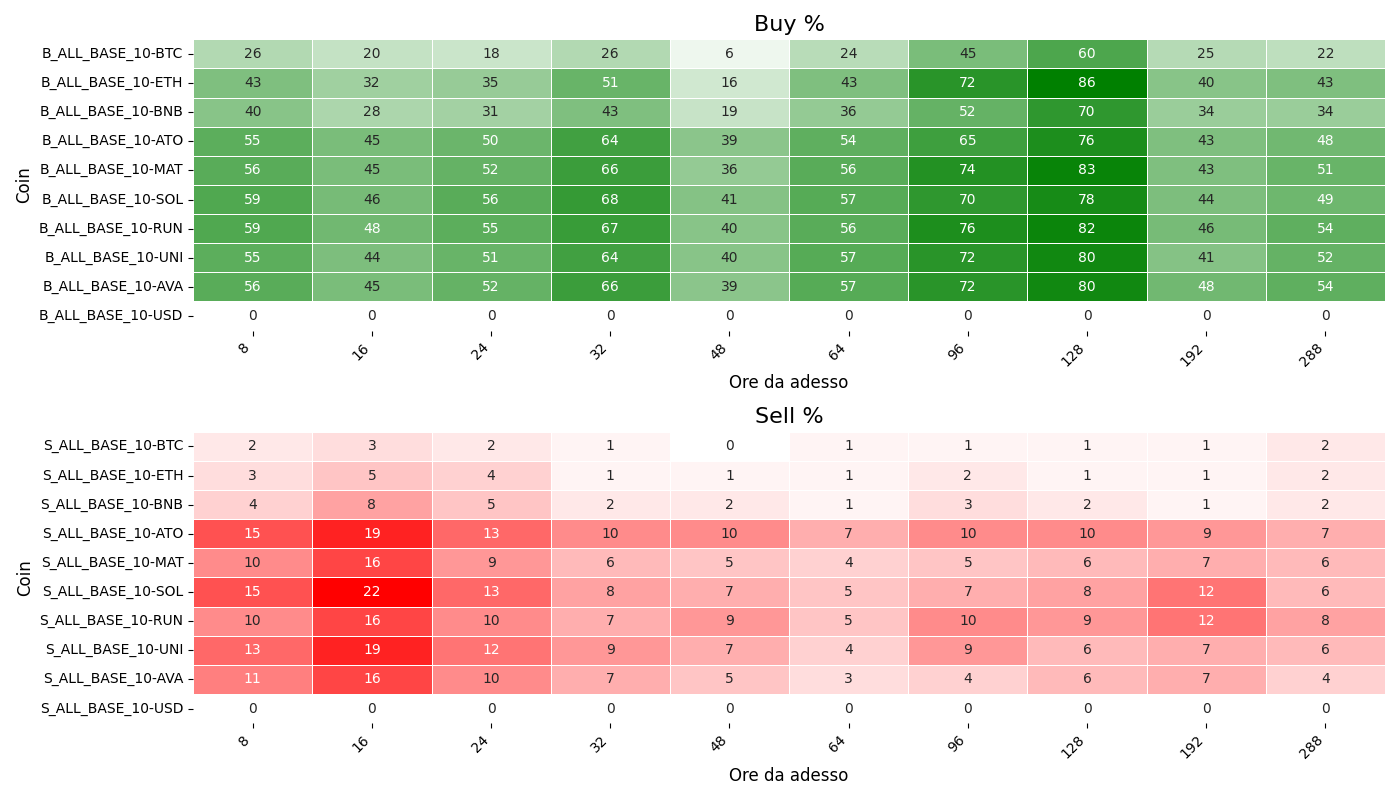 Buy %
B_ALL_BASE_10-BTC 26 20 18 26 6 24 45 60 25 22
B_ALL_BASE_10-ETH 43 32 35 51 16 43 72 86 40 43
B_ALL_BASE_10-BNB 40 28 31 43 19 36 52 70 34 34
B_ALL_BASE_10-ATO 55 45 50 64 39 54 65 76 43 48
B_ALL_BASE_10-MAT 56 45 52 66 36 56 74 83 43 51
B_ALL_BASE_10-SOL 59 46 56 68 41 57 70 78 44 49
B_ALL_BASE_10-RUN 59 48 55 67 40 56 76 82 46 54
B_ALL_BASE_10-UNI 55 44 51 64 40 57 72 80 41 52
B_ALL_BASE_10-AVA 56 45 52 66 39 57 72 80 48 54
B_ALL_BASE_10-USD 0 0 0 0 0 0 0 0 0 0
Coin
8 16 24 32 48 64 96 128 192 288
Ore da adesso
Sell %
S_ALL_BASE_10-BTC 2 3 2 1 0 1 1 1 1 2
S_ALL_BASE_10-ETH 3 5 4 1 1 1 2 1 1 2
S_ALL_BASE_10-BNB 4 8 5 2 2 1 3 2 1 2
S_ALL_BASE_10-ATO 15 19 13 10 10 7 10 10 9 7
S_ALL_BASE_10-MAT 10 16 9 6 5 4 5 6 7 6
S_ALL_BASE_10-SOL 15 22 13 8 7 5 7 8 12 6
S_ALL_BASE_10-RUN 10 16 10 7 9 5 10 9 12 8
S_ALL_BASE_10-UNI 13 19 12 9 7 4 9 6 7 6
S_ALL_BASE_10-AVA 11 16 10 7 5 3 4 6 7 4
S_ALL_BASE_10-USD 0 0 0 0 0 0 0 0 0 0
Coin
8 16 24 32 48 64 96 128 192 288
Ore da adesso